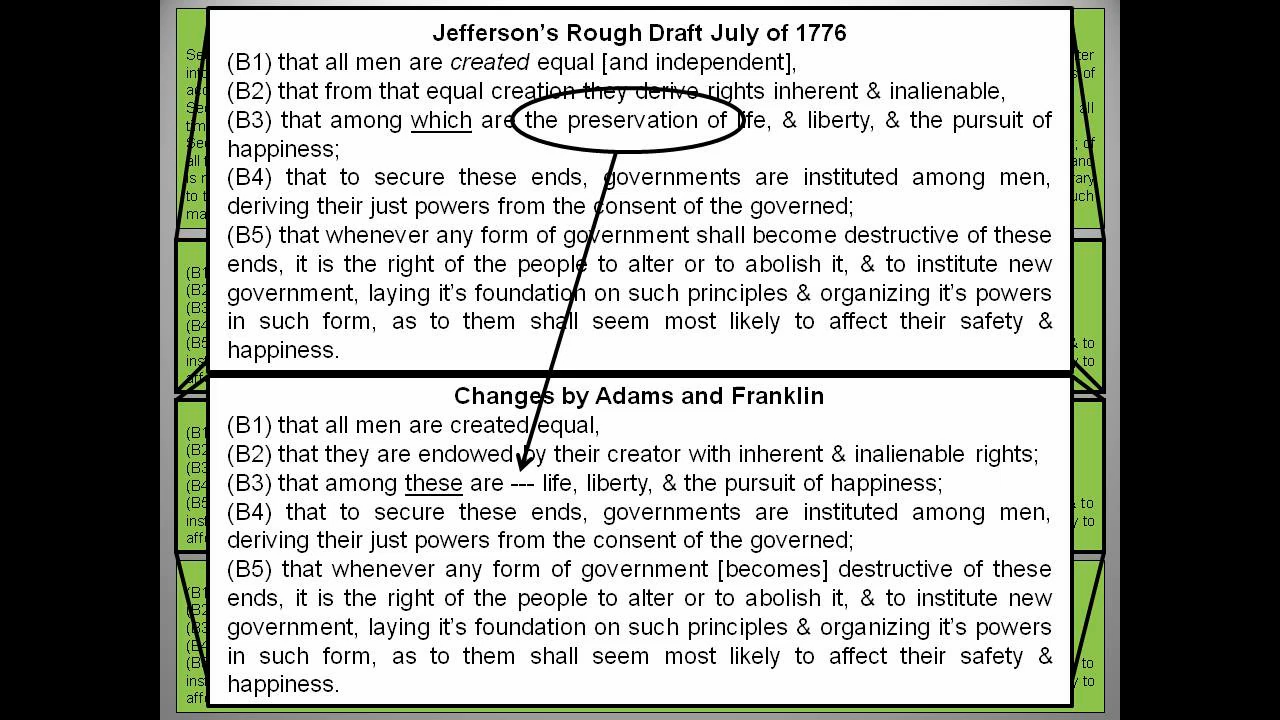 Jefferson's Rough Draft July of 1776
(B1) that all men are created equal [and independent],
(B2) that from that equal creation they derive rights inherent & inalienable,
(B3) that among which are the preservation of life, & liberty, & the pursuit of
happiness;
(B4) that to secure these ends, governments are instituted among men,
deriving their just powers from the consent of the governed;
(B5) that whenever any form of government shall become destructive of these
ends, it is the right of the people to alter or to abolish it, & to institute new
government, laying it's foundation on such principles & organizing it's powers
in such form, as to them shall seem most likely to affect their safety &
happiness.
Changes by Adams and Franklin
(B1) that all men are created equal,
(B2) that they are endowed by their creator with inherent & inalienable rights;
(B3) that among these are --- life, liberty, & the pursuit of happiness;
(B4) that to secure these ends, governments are instituted among men,
deriving their just powers from the consent of the governed;
(B5) that whenever any form of government [becomes] destructive of these
ends, it is the right of the people to alter or to abolish it, & to institute new
government, laying it's foundation on such principles & organizing it's powers
in such form, as to them shall seem most likely to affect their safety &
happiness.